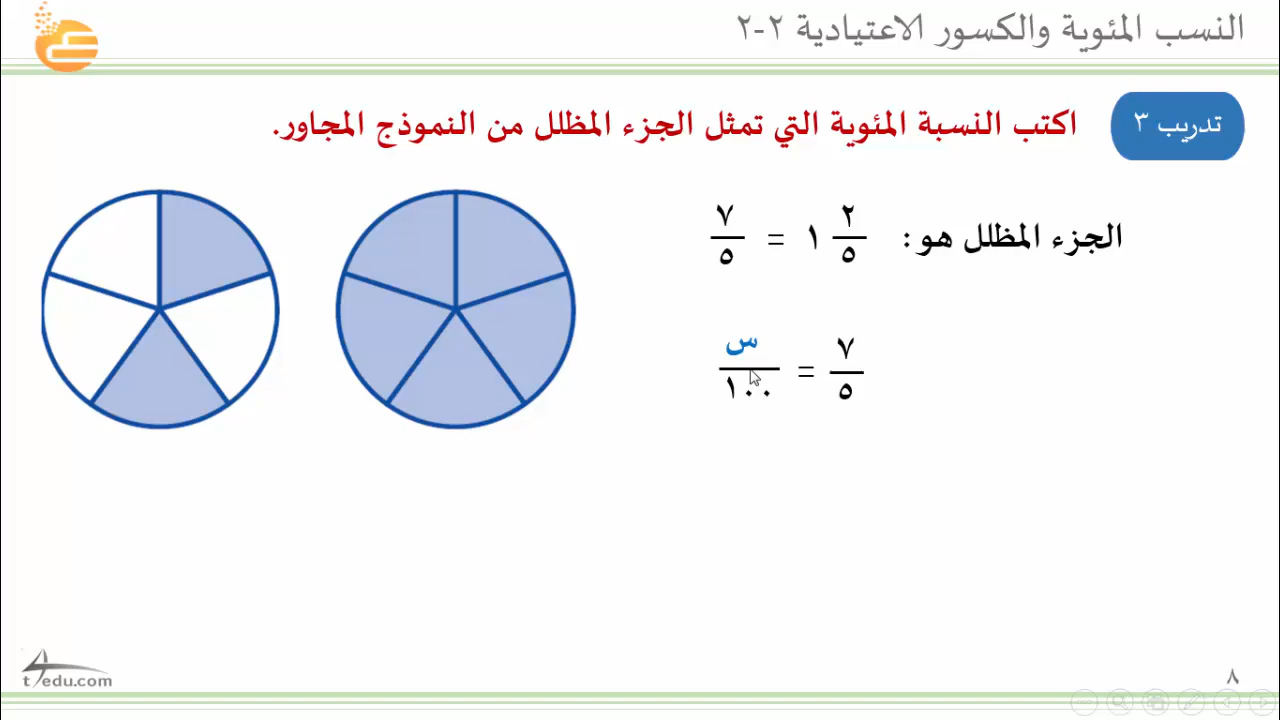 النسب المئوية والكسور الاعتيادية ٢-٢
تدريب ٣
اكتب النسبة المئوية التي تمثل الجزء المظلل من النموذج المجاور.
الجزء المظلل هو: ١ ٢/٥ = ٧/٥
٧/٥ = س/١٠٠
t4edu.com
٨